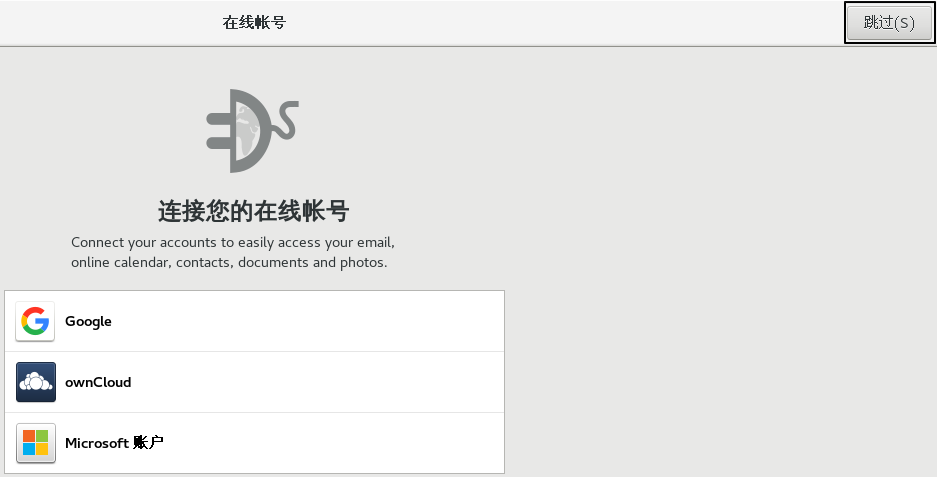 在线帐号
跳过(S)
连接您的在线帐号
Connect your accounts to easily access your email,
online calendar, contacts, documents and photos.
Google
ownCloud
Microsoft 账户